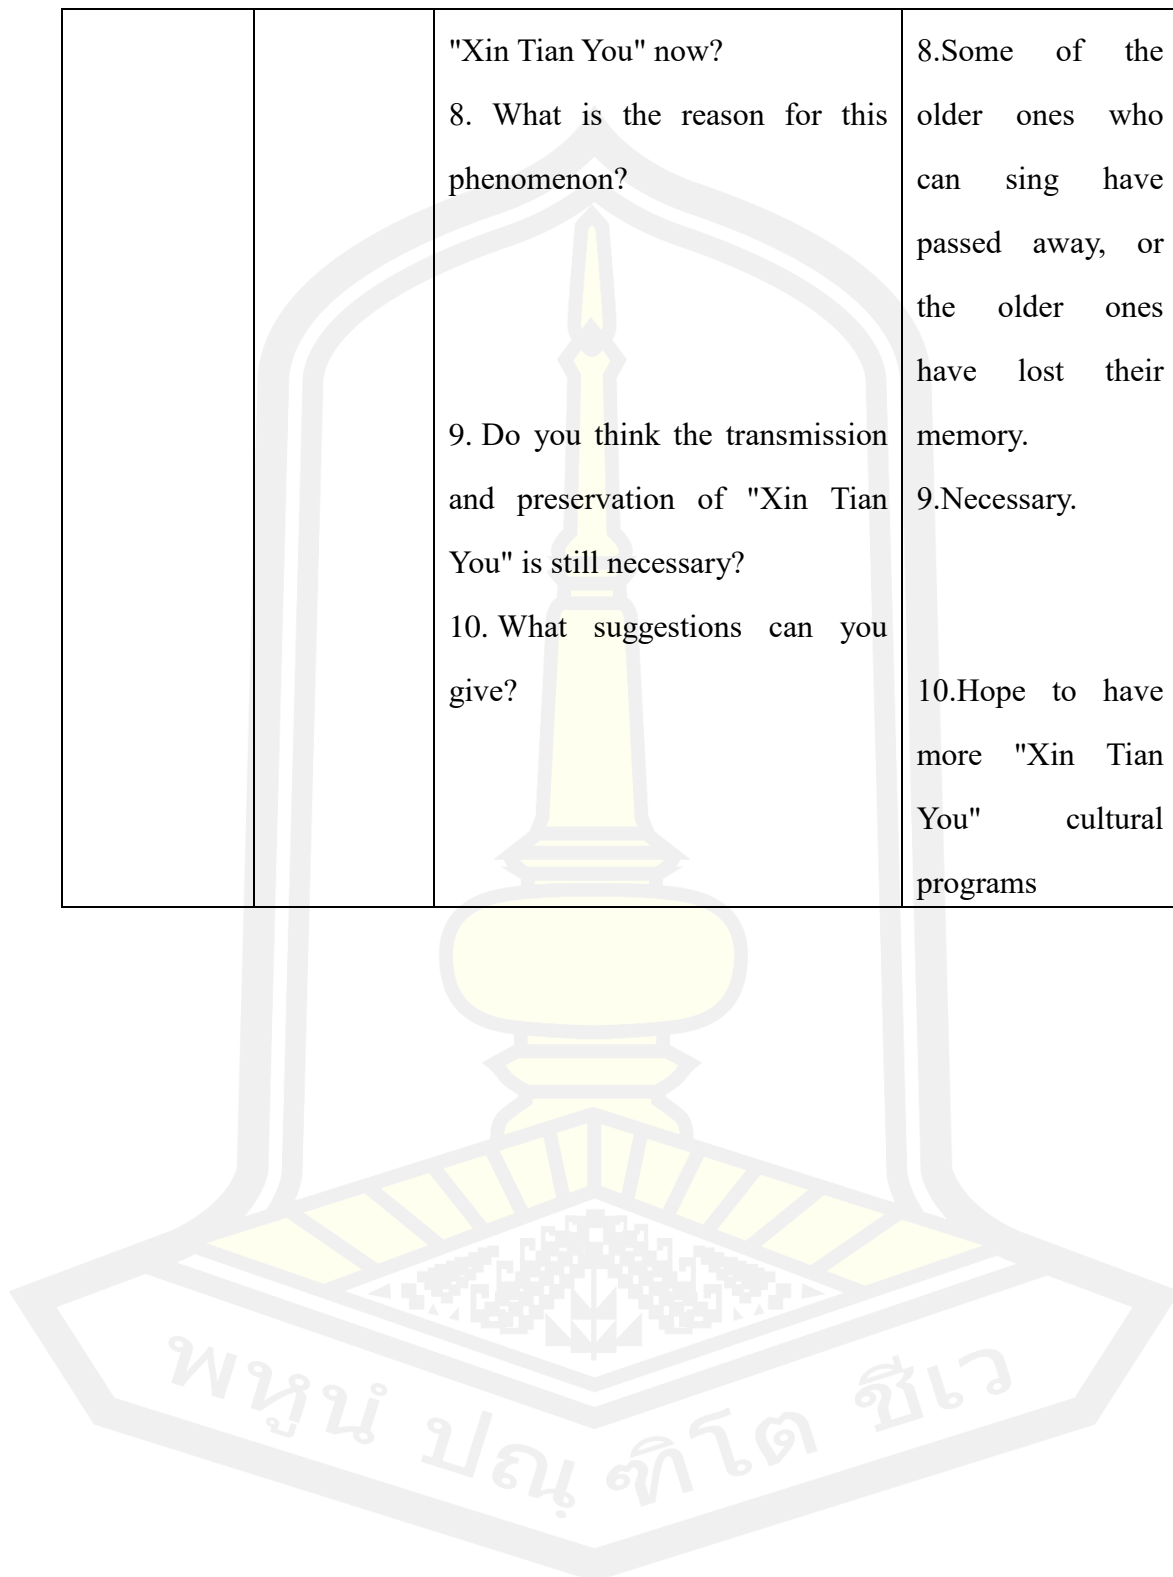 "Xin Tian You" now?
8. What is the reason for this
phenomenon?
9. Do you think the transmission
and preservation of "Xin Tian
You" is still necessary?
10. What suggestions can you
give?
8.Some of the
older ones who
can sing have
passed away, or
the older ones
have lost their
memory.
9.Necessary.
10.Hope to have
more "Xin Tian
You" cultural
programs
พหูนํ ปณฺฑิโต ชีเว